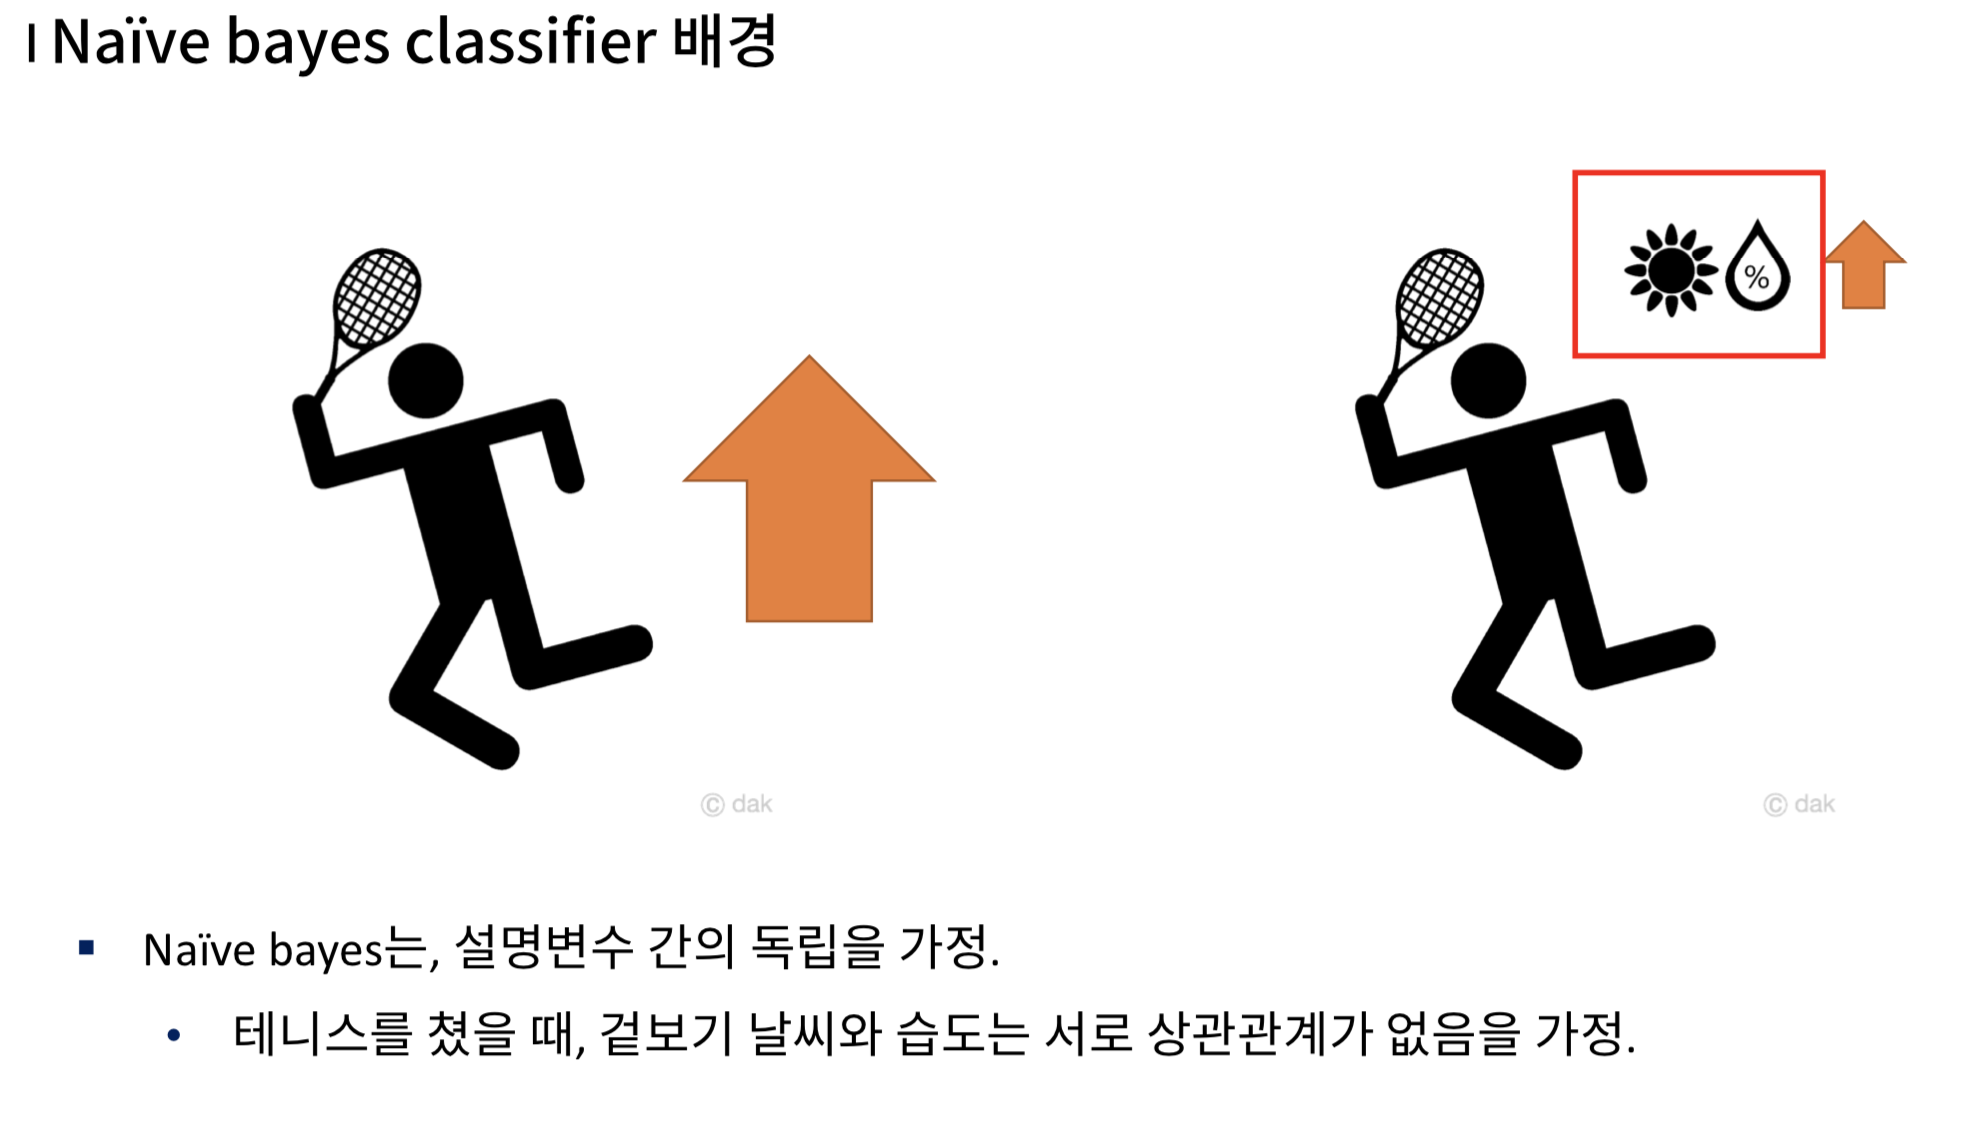 I Naïve bayes classifier 배경
%
© dak
© dak
▪ Naïve bayes는, 설명변수 간의 독립을 가정.
• 테니스를 쳤을 때, 겉보기 날씨와 습도는 서로 상관관계가 없음을 가정.